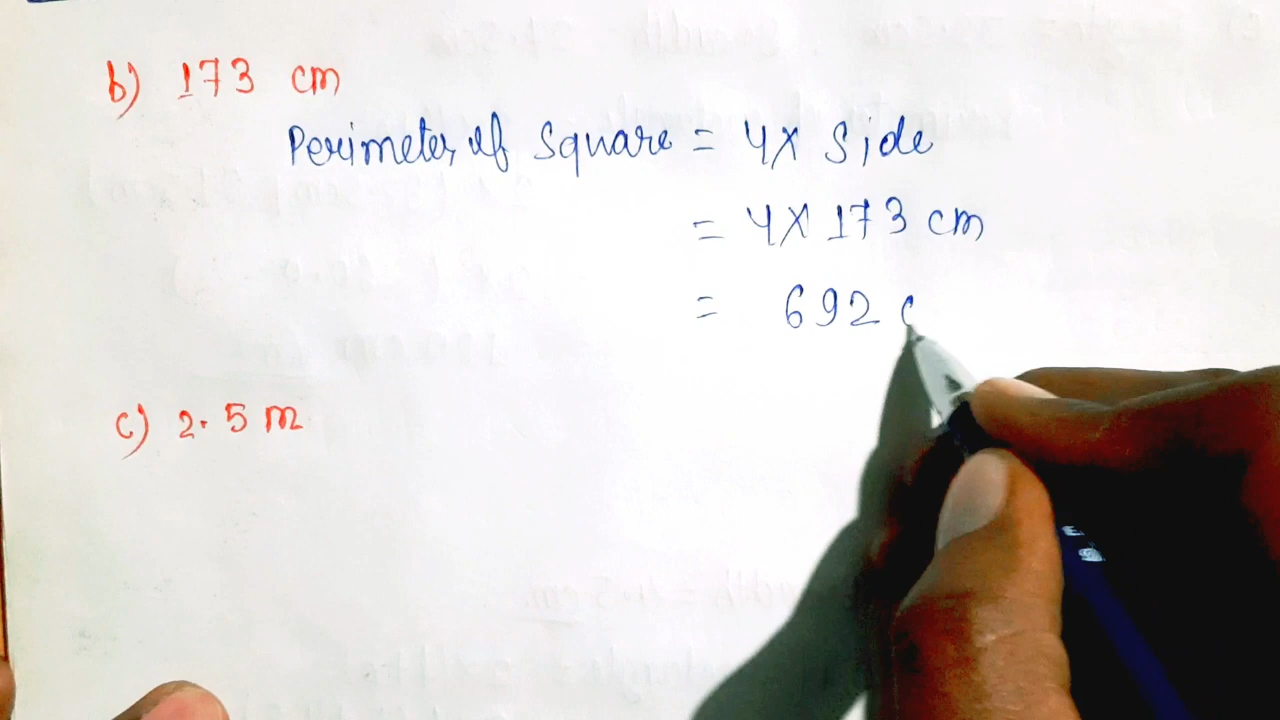 b) 173 cm
Perimeter of Square = 4X Side
= 4X 173 cm
= 692 c
c) 2.5 m